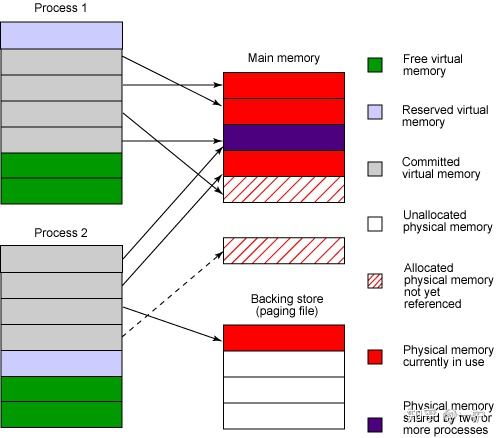 Process 1
Process 2
Main memory
Backing store
(paging file)
Free virtual
memory
Reserved virtual
memory
Committed
virtual memory
Unallocated
physical memory
Allocated
physical memory
not yet
referenced
Physical memory
currently in use
Physical memory
shared by two or
more processes